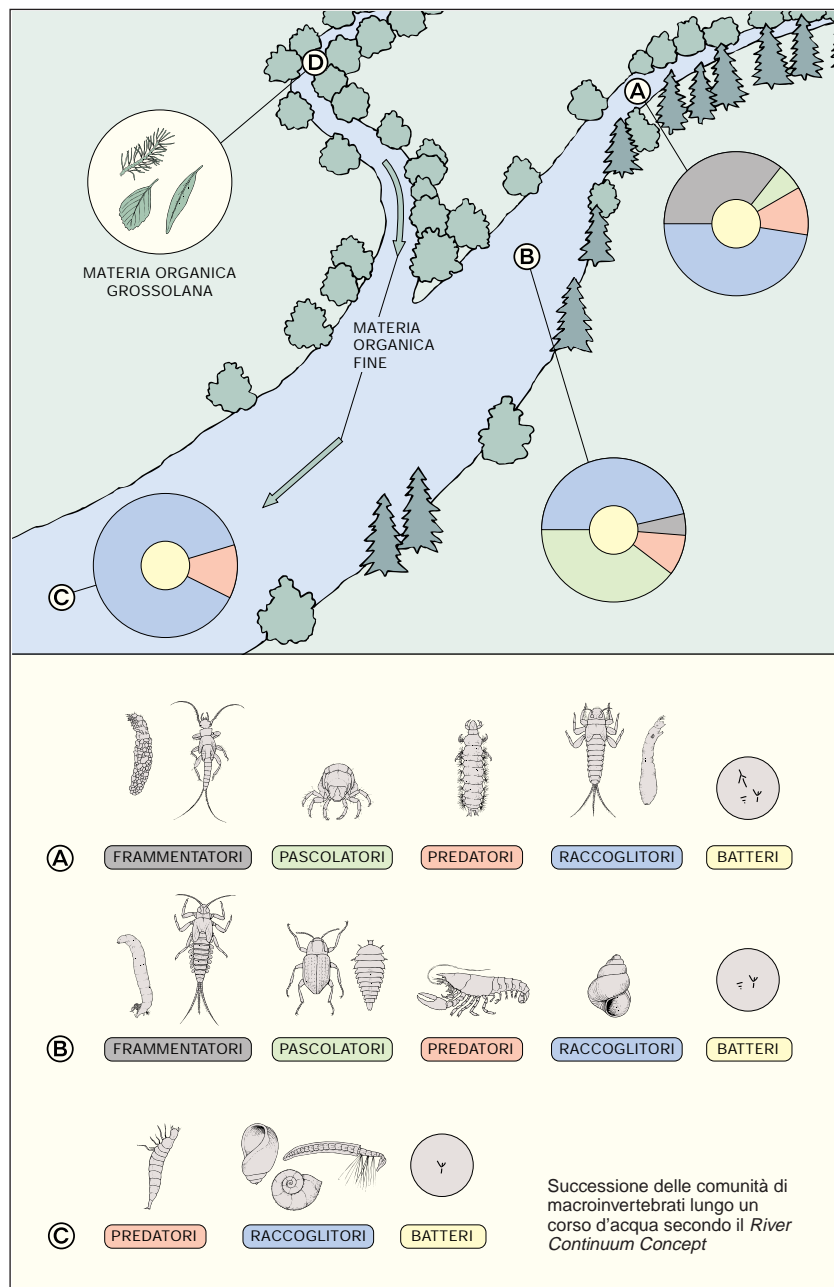 D
A
MATERIA ORGANICA
GROSSOLANA
B
MATERIA
ORGANICA
FINE
C
A
FRAMMENTATORI
PASCOLATORI
PREDATORI
RACCOGLITORI
BATTERI
B
FRAMMENTATORI
PASCOLATORI
PREDATORI
RACCOGLITORI
BATTERI
C
PREDATORI
RACCOGLITORI
BATTERI
Successione delle comunità di
macroinvertebrati lungo un
corso d'acqua secondo il River
Continuum Concept